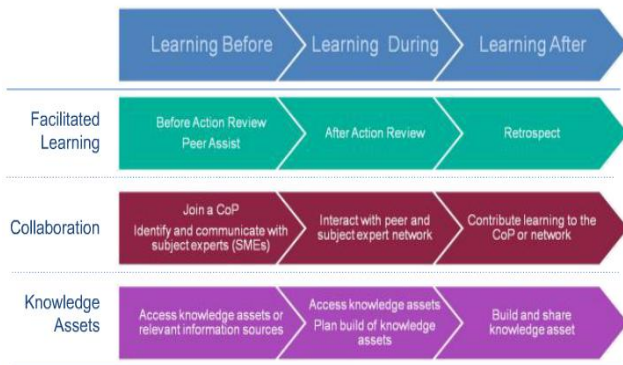 Learning Before
Learning During
Learning After
Facilitated
Learning
Before Action Review
Peer Assist
After Action Review
Retrospect
Collaboration
Join a CoP
Identify and communicate with
subject experts (SMEs)
Interact with peer and
subject expert network
Contribute learning to the
CoP or network
Knowledge
Assets
Access knowledge assets or
relevant information sources
Access knowledge assets
Plan build of knowledge
assets
Build and share
knowledge asset